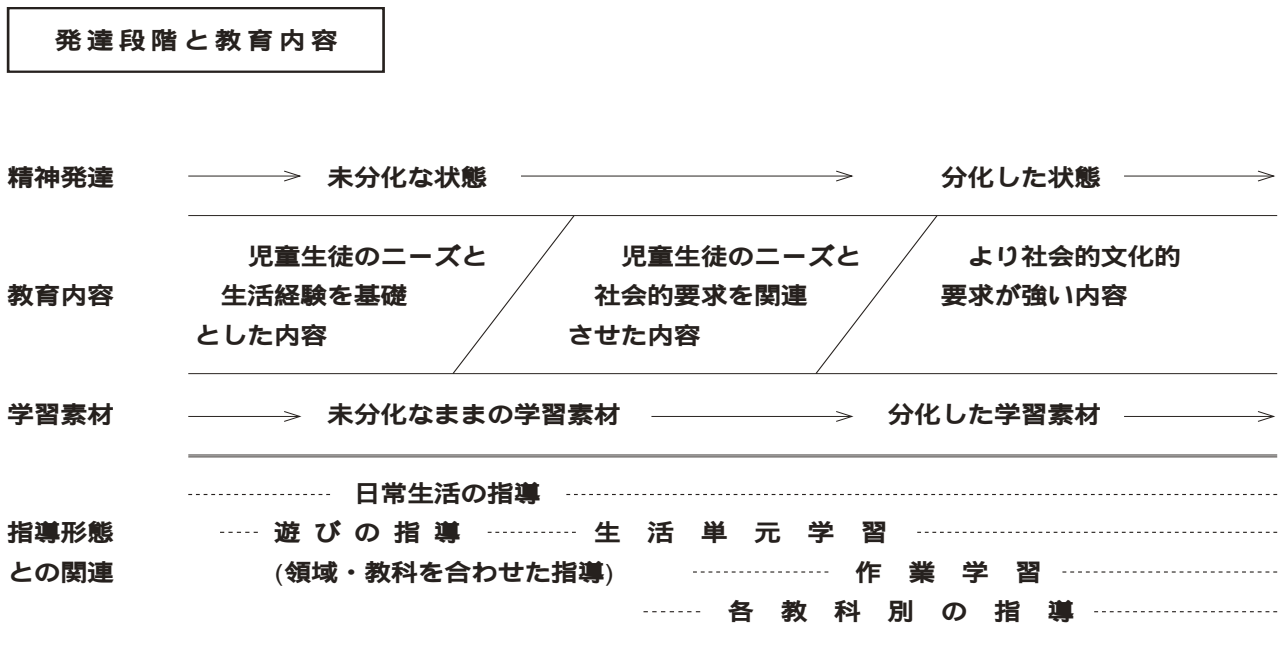 発達段階と教育内容
精神発達 未分化な状態 分化した状態
児童生徒のニーズと 児童生徒のニーズと より社会的文化的
教育内容 生活経験を基礎 社会的要求を関連 要求が強い内容
とした内容 させた内容
学習素材 未分化なままの学習素材 分化した学習素材
日常生活の指導
指導形態 遊びの指導 生活単元学習
との関連 (領域・教科を合わせた指導) 作業学習
各教科別の指導